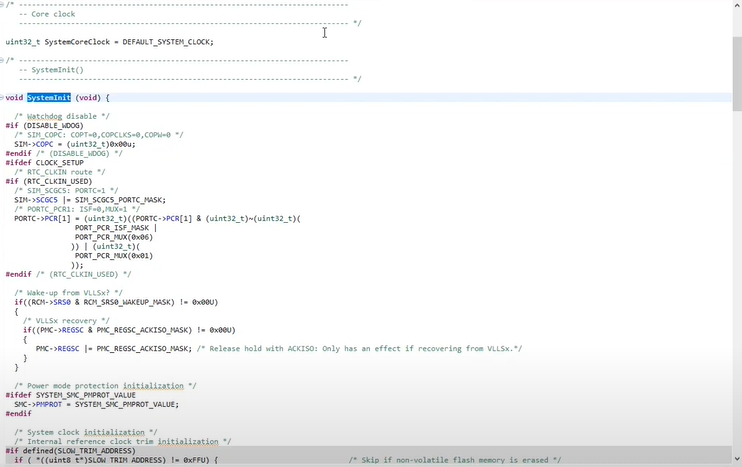 /* ----------------------------------------------------------------------------
   -- Core clock
   ---------------------------------------------------------------------------- */
uint32_t SystemCoreClock = DEFAULT_SYSTEM_CLOCK;
/* ----------------------------------------------------------------------------
   -- SystemInit()
   ---------------------------------------------------------------------------- */
void SystemInit (void) {
  /* Watchdog disable */
#if (DISABLE_WDOG)
  /* SIM_COPC: COPT=0,COPCLKS=0,COPW=0 */
  SIM->COPC = (uint32_t)0x00u;
#endif /* (DISABLE_WDOG) */
#ifdef CLOCK_SETUP
  /* RTC_CLKIN route */
#if (RTC_CLKIN_USED)
  /* SIM_SCGC5: PORTC=1 */
  SIM->SCGC5 |= SIM_SCGC5_PORTC_MASK;
  /* PORTC_PCR1: ISF=0,MUX=1 */
  PORTC->PCR[1] = (uint32_t)((PORTC->PCR[1] & (uint32_t)~(uint32_t)(
                PORT_PCR_ISF_MASK |
                PORT_PCR_MUX(0x06)
               )) | (uint32_t)(
                PORT_PCR_MUX(0x01)
               ));
#endif /* (RTC_CLKIN_USED) */
  /* Wake-up from VLLSx? */
  if((RCM->SRS0 & RCM_SRS0_WAKEUP_MASK) != 0x00U)
  {
    /* VLLSx recovery */
    if((PMC->REGSC & PMC_REGSC_ACKISO_MASK) != 0x00U)
    {
       PMC->REGSC |= PMC_REGSC_ACKISO_MASK; /* Release hold with ACKISO: Only has an effect if recovering from VLLSx.*/
    }
  }
  /* Power mode protection initialization */
#ifdef SYSTEM_SMC_PMPROT_VALUE
  SMC->PMPROT = SYSTEM_SMC_PMPROT_VALUE;
#endif
  /* System clock initialization */
  /* Internal reference clock trim initialization */
#if defined(SLOW_TRIM_ADDRESS)
  if ( *((uint8_t*)SLOW_TRIM_ADDRESS) != 0xFFU) {                              /* Skip if non-volatile flash memory is erased */